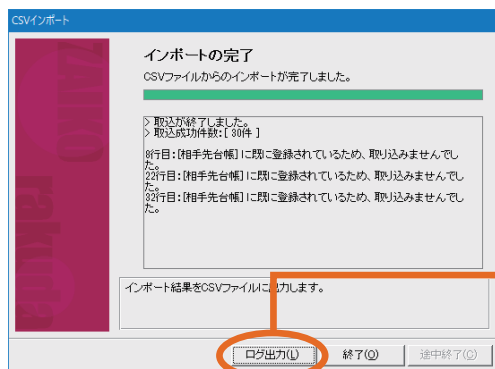 CSVインポート
インポートの完了
CSVファイルからのインポートが完了しました。
> 取込が終了しました。
> 取込成功件数:[ 30件 ]
8行目:[相手先台帳]に既に登録されているため、取り込みませんでし
た。
22行目:[相手先台帳]に既に登録されているため、取り込みませんでし
た。
32行目:[相手先台帳]に既に登録されているため、取り込みませんでし
た。
TAIKO
rakuda
インポート結果をCSVファイルに出力します。
ログ出力(L)
終了(O)
途中終了(C)